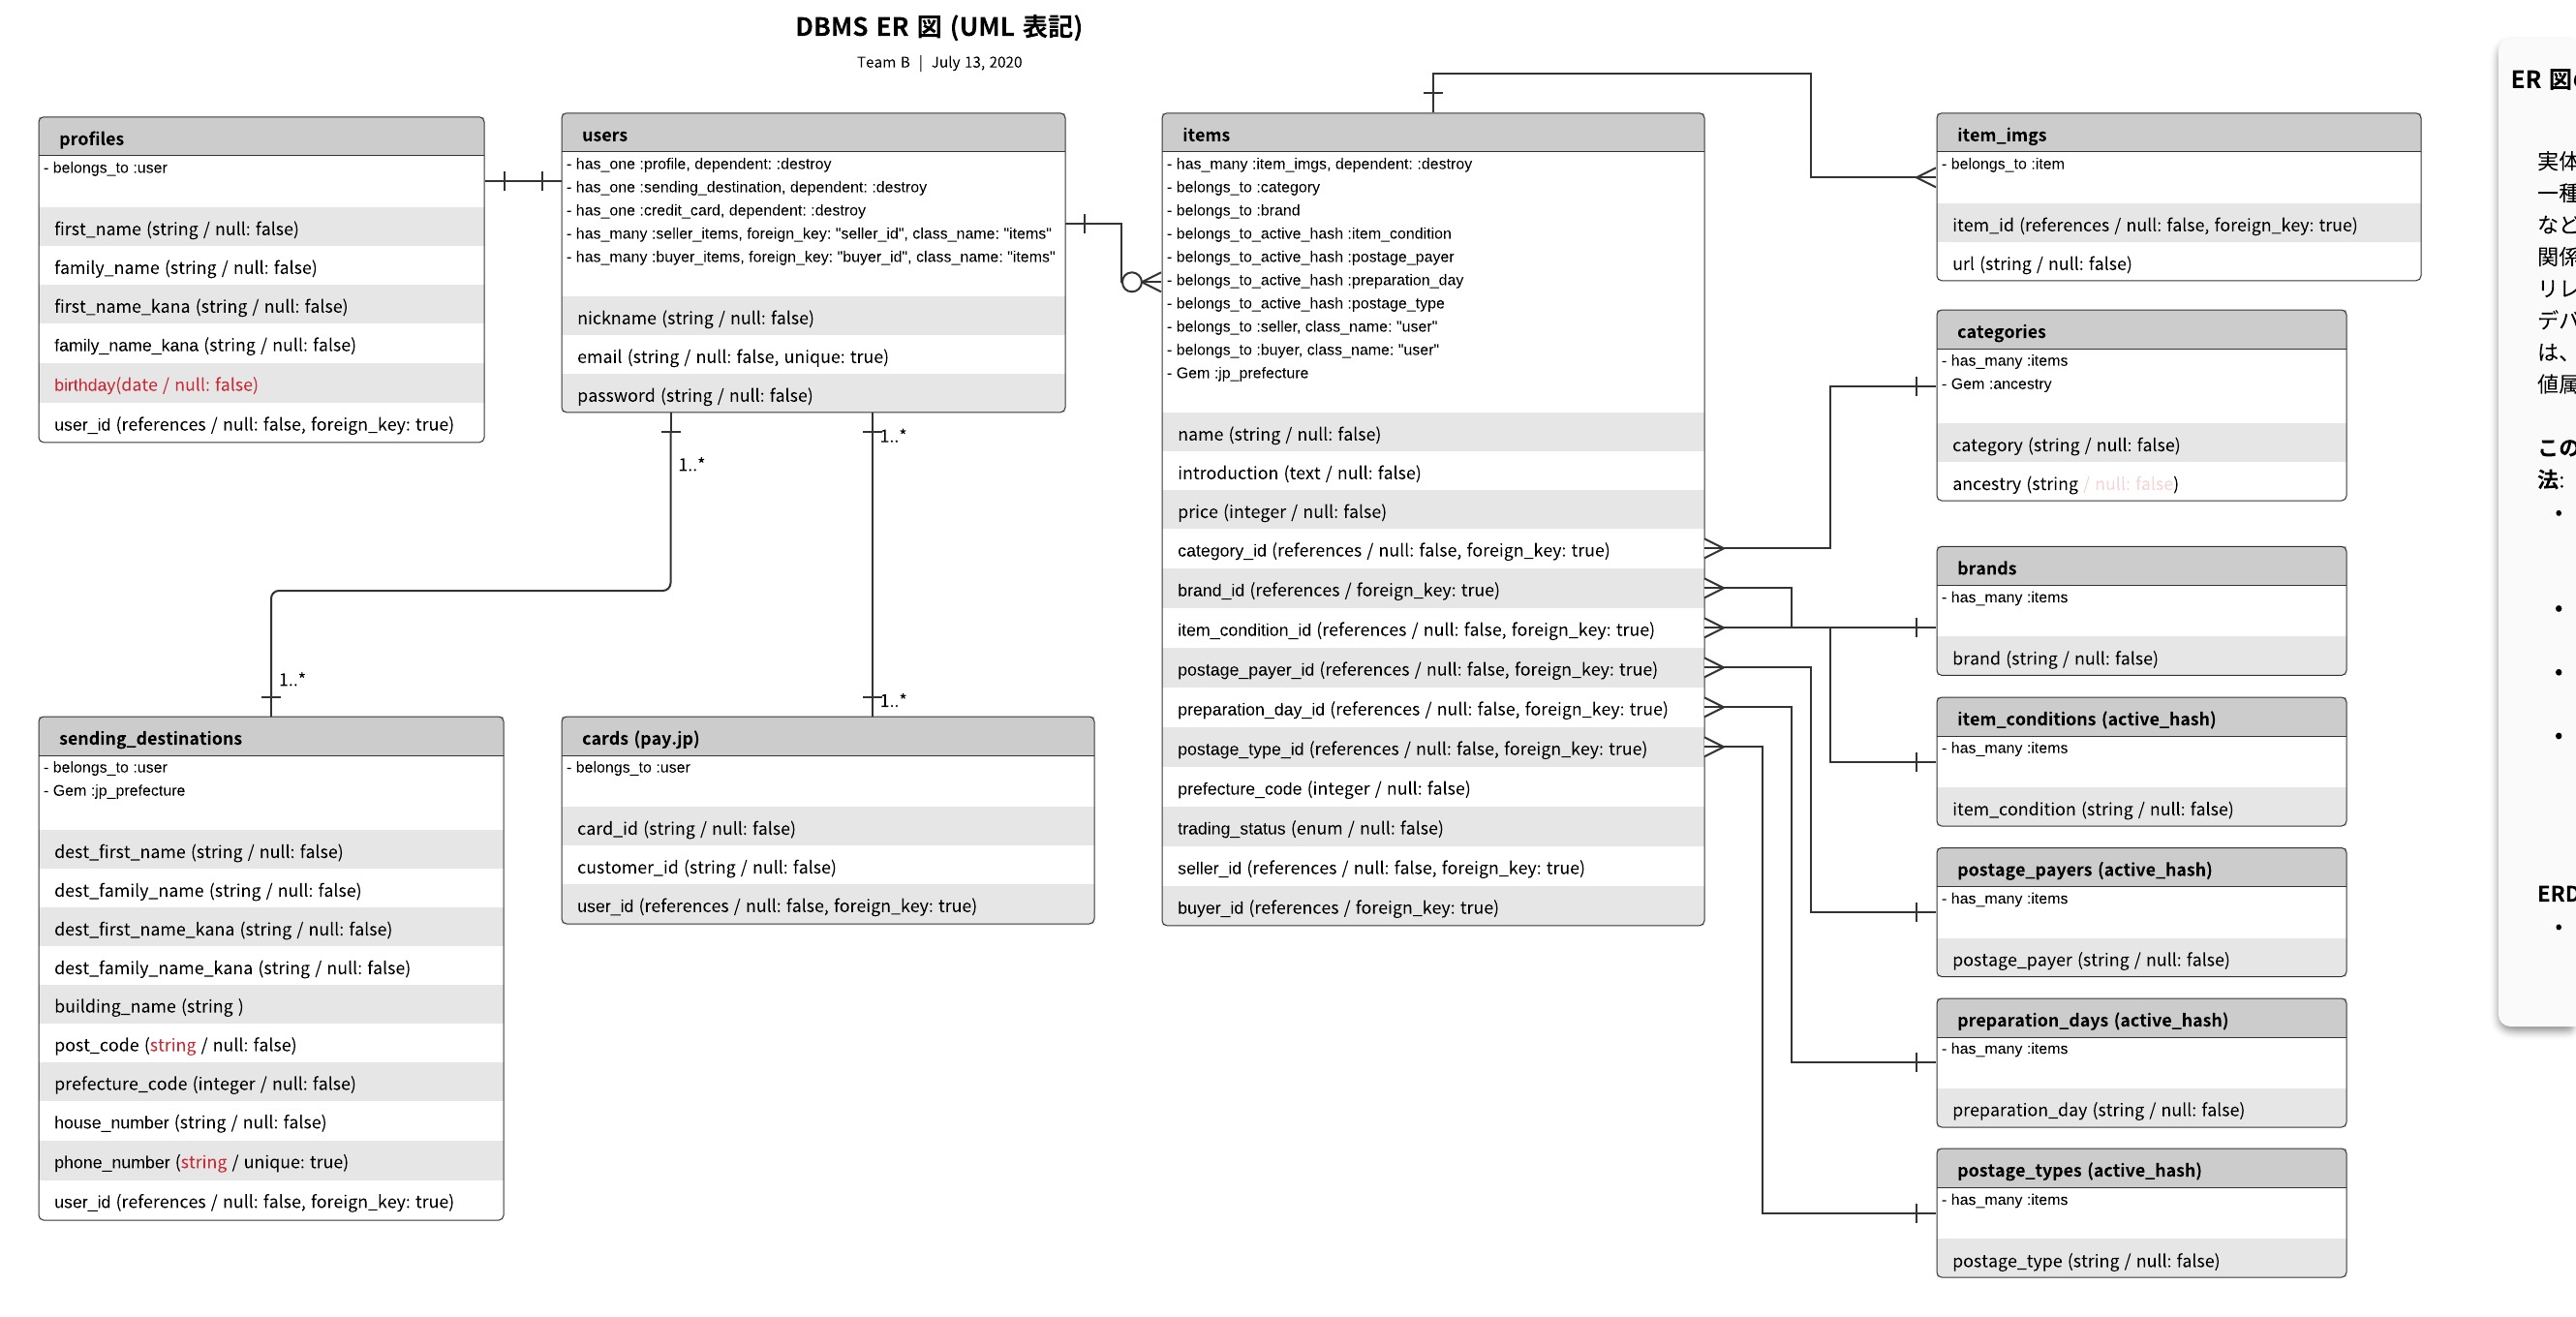 DBMS ER 図 (UML 表記)
Team B | July 13, 2020
profiles
- belongs_to :user
first_name (string / null: false)
family_name (string / null: false)
first_name_kana (string / null: false)
family_name_kana (string / null: false)
birthday(date / null: false)
user_id (references / null: false, foreign_key: true)
users
- has_one :profile, dependent: :destroy
- has_one :sending_destination, dependent: :destroy
- has_one :credit_card, dependent: :destroy
- has_many :seller_items, foreign_key: "seller_id", class_name: "items"
- has_many :buyer_items, foreign_key: "buyer_id", class_name: "items"
nickname (string / null: false)
email (string / null: false, unique: true)
password (string / null: false)
1..*
1..*
1..*
1..*
sending_destinations
- belongs_to :user
- Gem :jp_prefecture
dest_first_name (string / null: false)
dest_family_name (string / null: false)
dest_first_name_kana (string / null: false)
dest_family_name_kana (string / null: false)
building_name (string )
post_code (string / null: false)
prefecture_code (integer / null: false)
house_number (string / null: false)
phone_number (string / unique: true)
user_id (references / null: false, foreign_key: true)
cards (pay.jp)
- belongs_to :user
card_id (string / null: false)
customer_id (string / null: false)
user_id (references / null: false, foreign_key: true)
items
- has_many :item_imgs, dependent: :destroy
- belongs_to :category
- belongs_to :brand
- belongs_to_active_hash :item_condition
- belongs_to_active_hash :postage_payer
- belongs_to_active_hash :preparation_day
- belongs_to_active_hash :postage_type
- belongs_to :seller, class_name: "user"
- belongs_to :buyer, class_name: "user"
- Gem :jp_prefecture
name (string / null: false)
introduction (text / null: false)
price (integer / null: false)
category_id (references / null: false, foreign_key: true)
brand_id (references / foreign_key: true)
item_condition_id (references / null: false, foreign_key: true)
postage_payer_id (references / null: false, foreign_key: true)
preparation_day_id (references / null: false, foreign_key: true)
postage_type_id (references / null: false, foreign_key: true)
prefecture_code (integer / null: false)
trading_status (enum / null: false)
seller_id (references / null: false, foreign_key: true)
buyer_id (references / foreign_key: true)
item_imgs
- belongs_to :item
item_id (references / null: false, foreign_key: true)
url (string / null: false)
categories
- has_many :items
- Gem :ancestry
category (string / null: false)
ancestry (string / null: false)
brands
- has_many :items
brand (string / null: false)
item_conditions (active_hash)
- has_many :items
item_condition (string / null: false)
postage_payers (active_hash)
- has_many :items
postage_payer (string / null: false)
preparation_days (active_hash)
- has_many :items
preparation_day (string / null: false)
postage_types (active_hash)
- has_many :items
postage_type (string / null: false)
ER 図
実体
一種
など
関係
リレ
デバ
は、
値属
この
法:
ERD